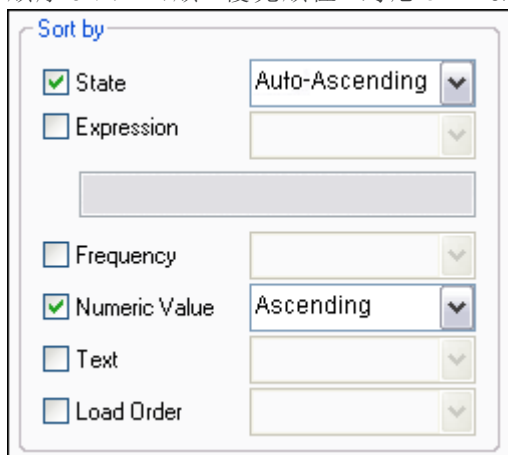 Sort by
State Auto-Ascending
Expression
Frequency
Numeric Value Ascending
Text
Load Order